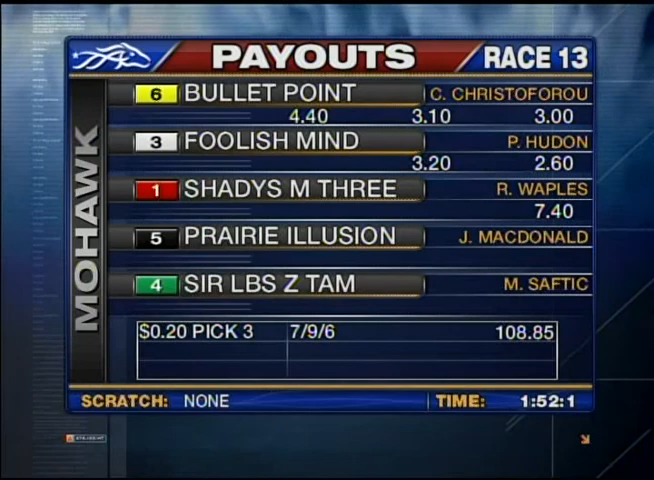 PAYOUTS RACE 13
MOHAWK
6 BULLET POINT C. CHRISTOFOROU
4.40 3.10 3.00
3 FOOLISH MIND P. HUDON
3.20 2.60
1 SHADYS M THREE R. WAPLES
7.40
5 PRAIRIE ILLUSION J. MACDONALD
4 SIR LBS Z TAM M. SAFTIC
$0.20 PICK 3 7/9/6 108.85
SCRATCH: NONE TIME: 1:52:1